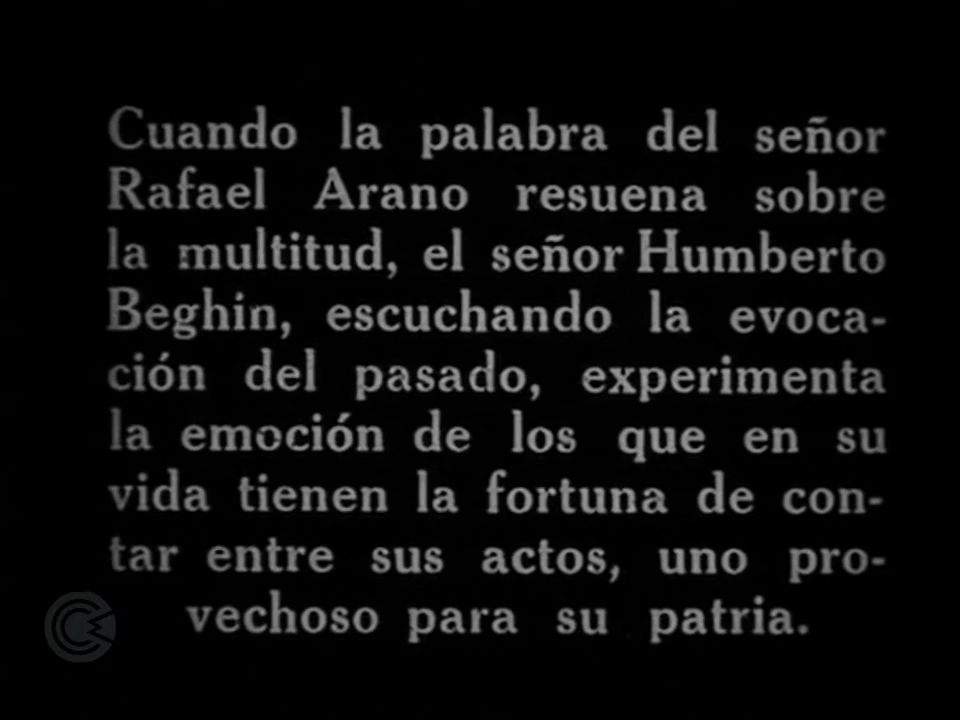 Cuando la palabra del señor
Rafael Arano resuena sobre
la multitud, el señor Humberto
Beghin, escuchando la evoca-
ción del pasado, experimenta
la emoción de los que en su
vida tienen la fortuna de con-
tar entre sus actos, uno pro-
vechoso para su patria.